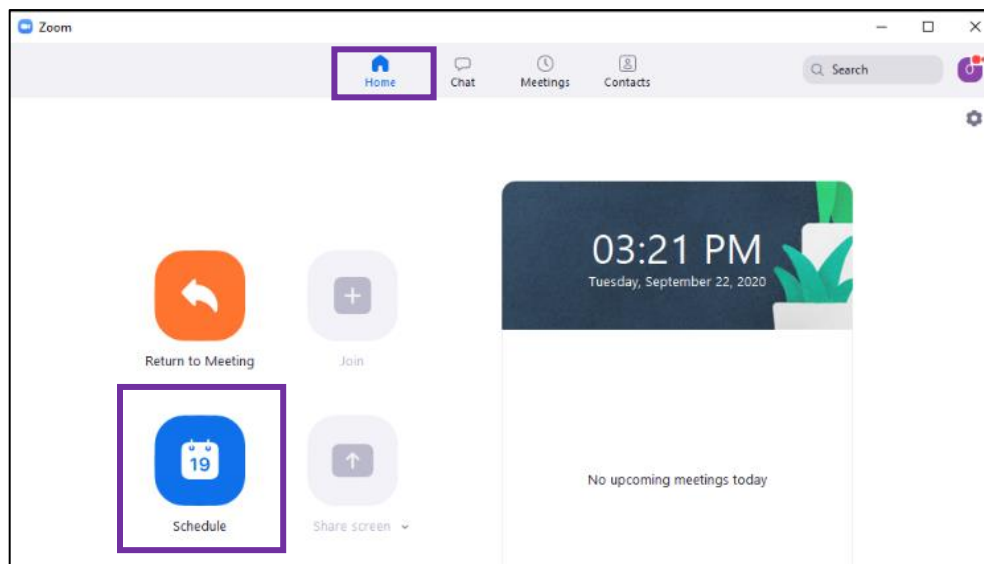 Zoom
Home
Chat
Meetings
Contacts
Search
03:21 PM
Tuesday, September 22, 2020
Return to Meeting
Join
19
Schedule
Share screen
No upcoming meetings today